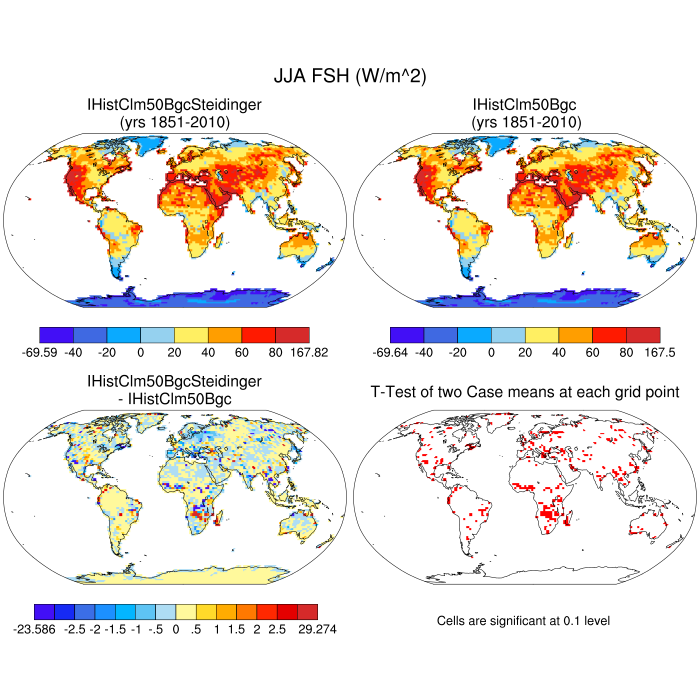 JJA FSH (W/m^2)
IHistClm50BgcSteidinger
(yrs 1851-2010)
IHistClm50Bgc
(yrs 1851-2010)
-69.59 -40 -20 0 20 40 60 80 167.82
-69.64 -40 -20 0 20 40 60 80 167.5
IHistClm50BgcSteidinger
- IHistClm50Bgc
T-Test of two Case means at each grid point
-23.586 -2.5 -2 -1.5 -1 -.5 0 .5 1 1.5 2 2.5 29.274
Cells are significant at 0.1 level